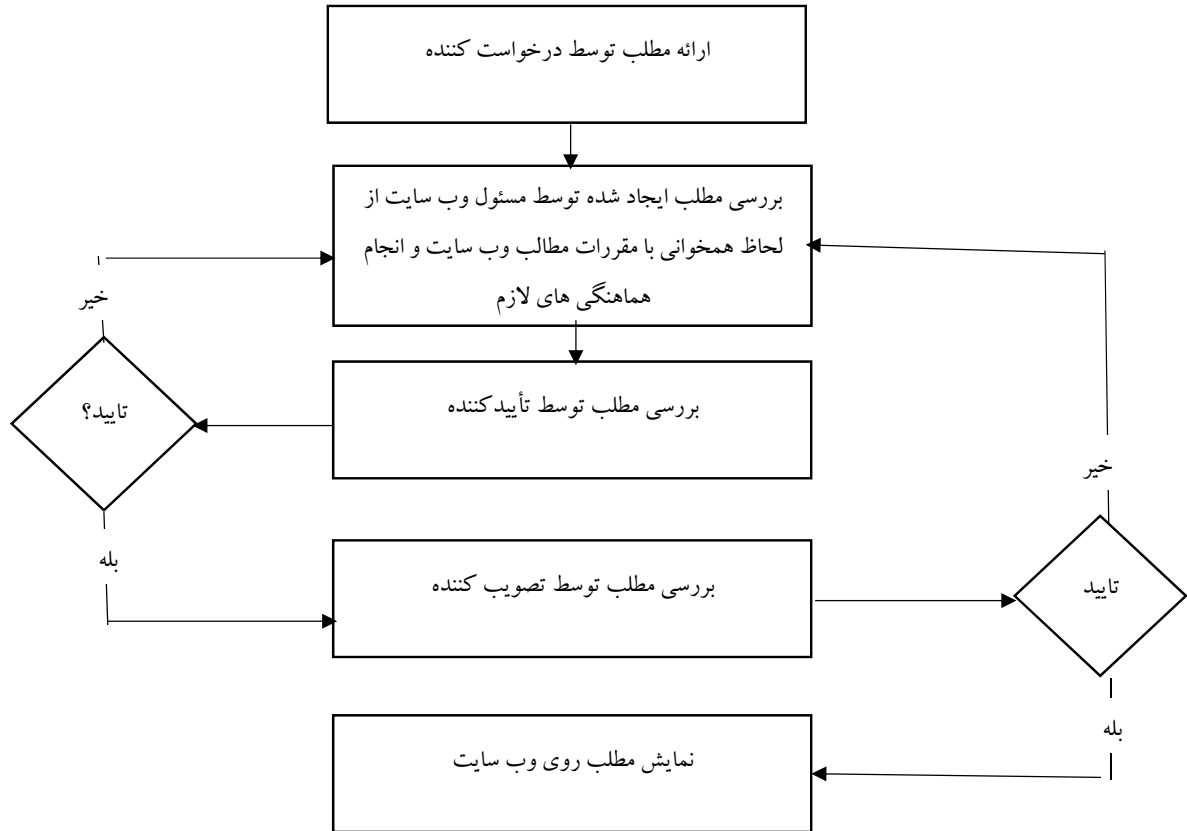 ارائه مطلب توسط درخواست کننده
بررسی مطلب ایجاد شده توسط مسئول وب سایت از
لحاظ همخوانی با مقررات مطالب وب سایت و انجام
هماهنگی های لازم
خیر
بررسی مطلب توسط تأییدکننده
تایید؟
خیر
بله
بررسی مطلب توسط تصویب کننده
تایید
بله
نمایش مطلب روی وب سایت